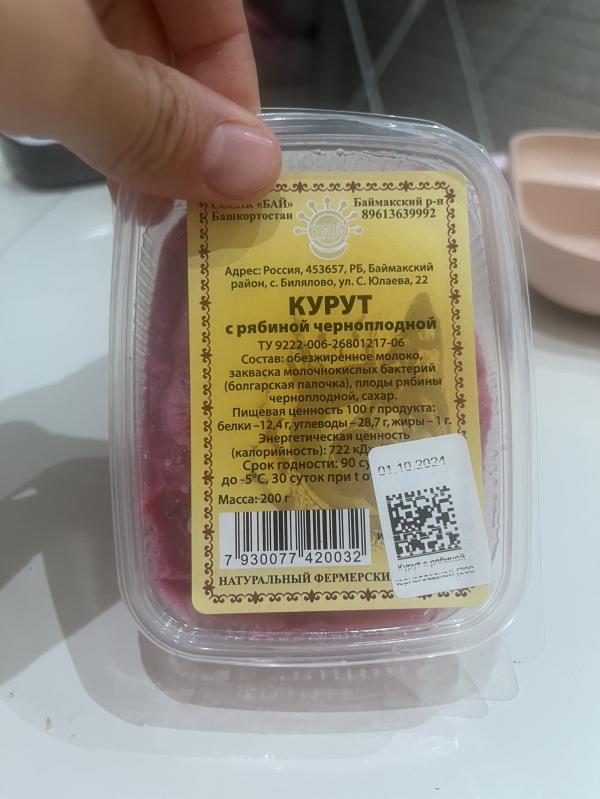 «БАЙ»
Башкортостан
Баймакский р-н
89613639992
Адрес: Россия, 453657, РБ, Баймакский
район, с. Билялово, ул. С. Юлаева, 22
КУРУТ
с рябиной черноплодной
ТУ 9222-006-26801217-06
Состав: обезжиренное молоко,
закваска молочнокислых бактерий
(болгарская палочка), плоды рябины
черноплодной, сахар.
Пищевая ценность 100 г продукта:
белки –12,4 г, углеводы – 28,7 г, жиры – 1 г.
Энергетическая ценность
(калорийность): 722
Срок годности: 90
до -5°С, 30 суток при t
Масса: 200 г
7 930077 420032
НАТУРАЛЬНЫЙ
01.10.2024
Курут с рябиной
черноплодной (200